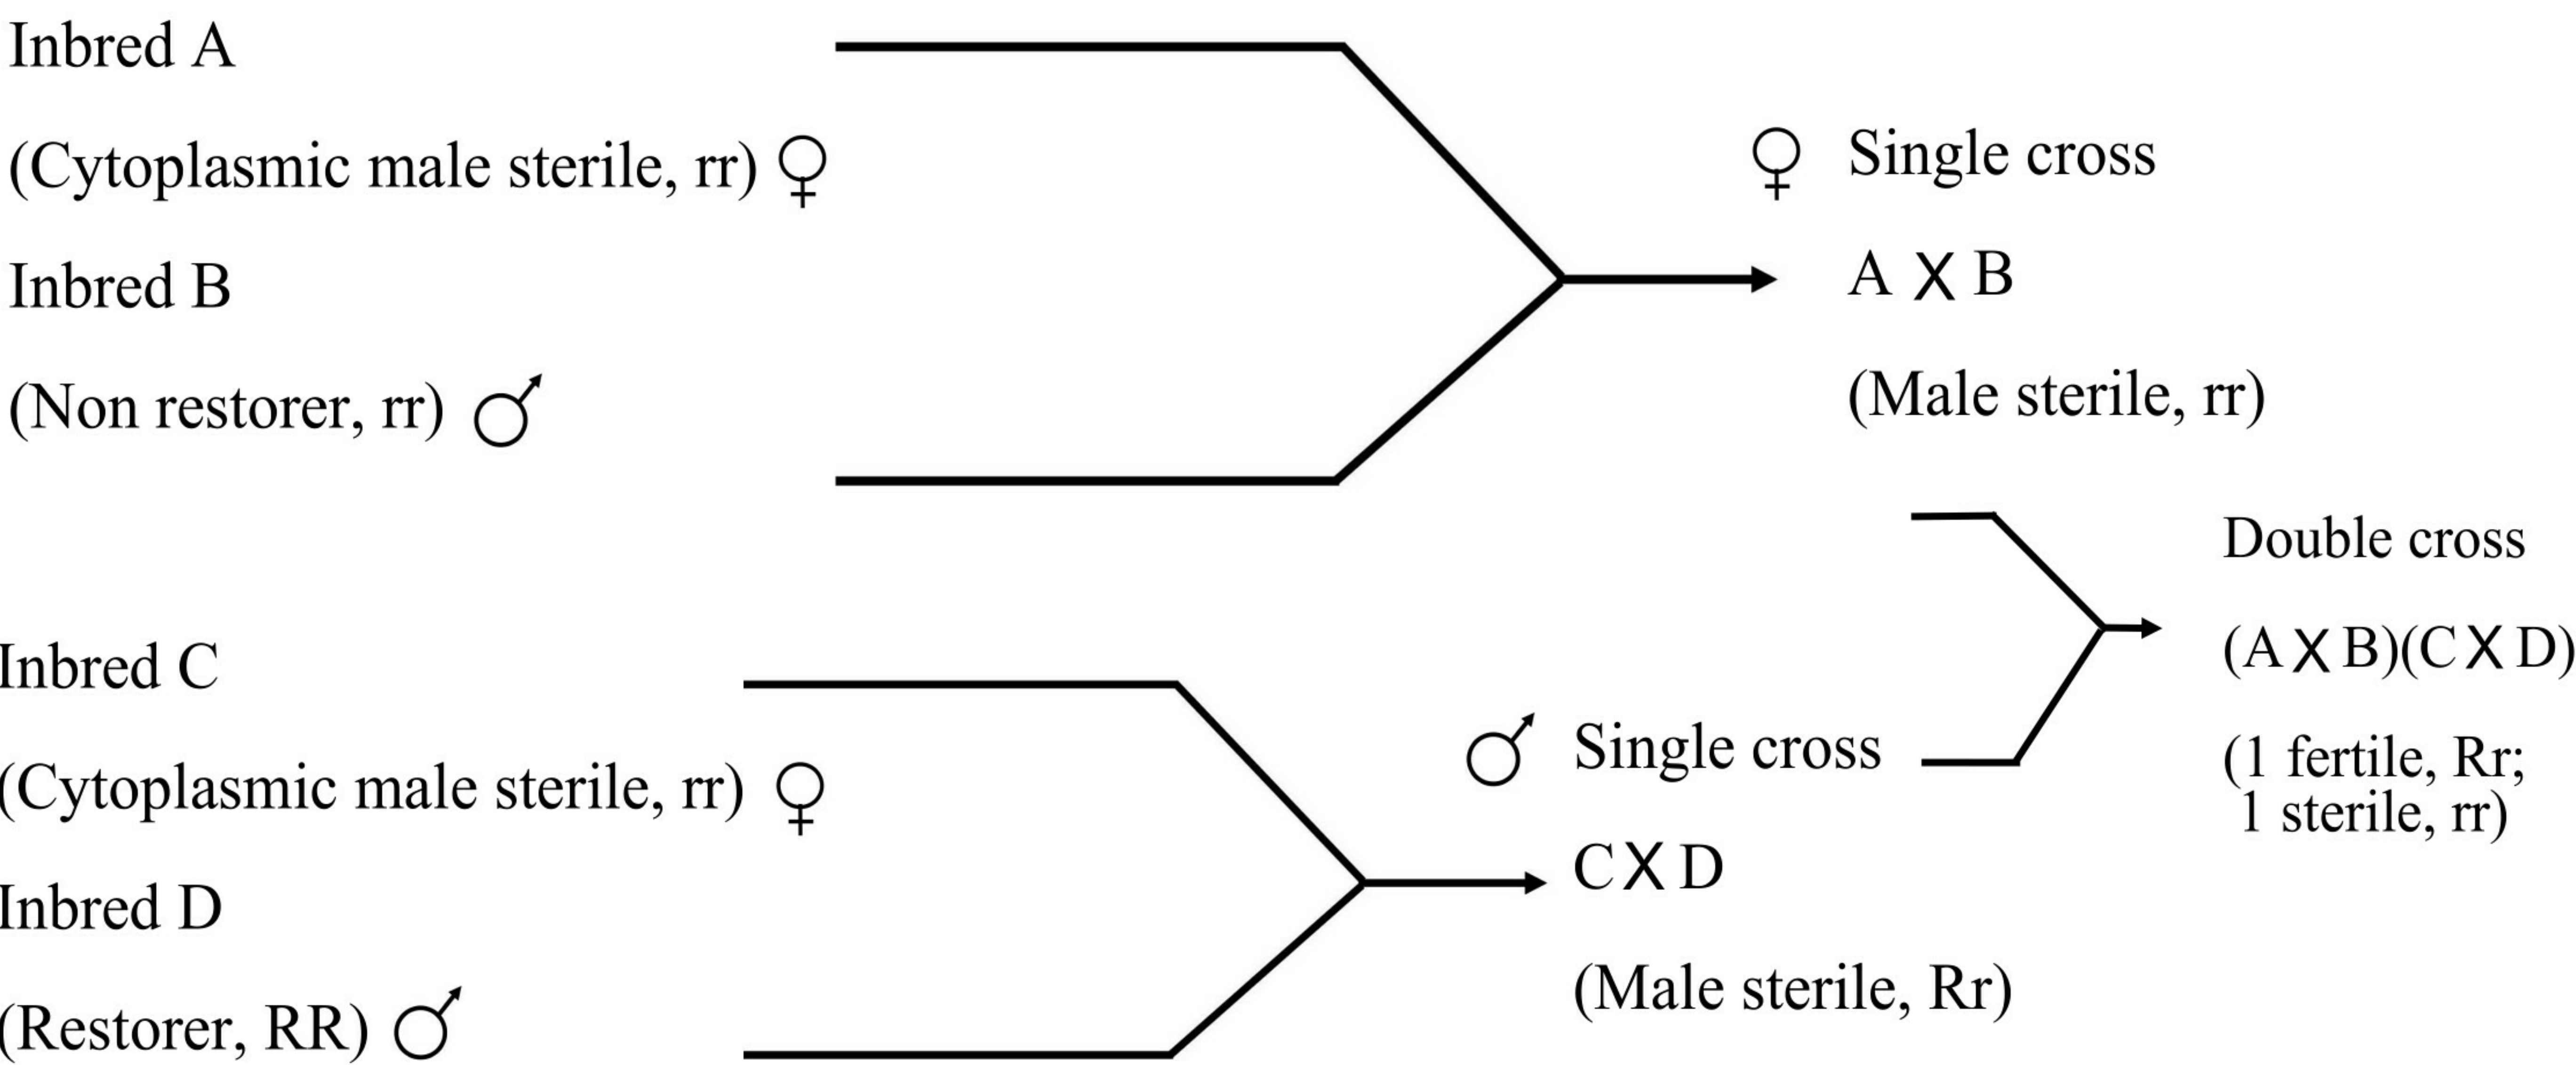 Inbred A
(Cytoplasmic male sterile, rr) ♀
Inbred B
(Non restorer, rr) ♂
♀ Single cross
A X B
(Male sterile, rr)
Inbred C
(Cytoplasmic male sterile, rr) ♀
Inbred D
(Restorer, RR) ♂
♂ Single cross
C X D
(Male sterile, Rr)
Double cross
(A X B)(C X D)
(1 fertile, Rr;
1 sterile, rr)